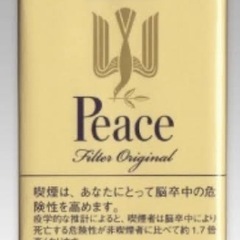 Peace
Filter Original
喫煙は、あなたにとって脳卒中の危
険性を高めます。
疫学的な推計によると、喫煙者は脳卒中により
死亡する危険性が非喫煙者に比べて約1.7倍